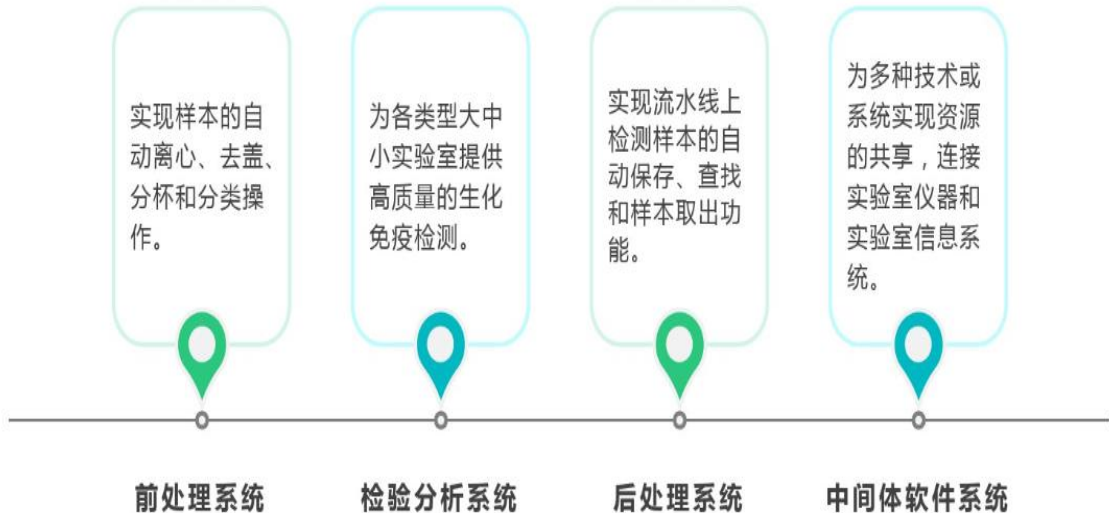 实现样本的自
动离心、去盖、
分杯和分类操
作。
为各类型大中
小实验室提供
高质量的生化
免疫检测。
实现流水线上
检测样本的自
动保存、查找
和样本取出功
能。
为多种技术或
系统实现资源
的共享，连接
实验室仪器和
实验室信息系
统。
前处理系统
检验分析系统
后处理系统
中间体软件系统